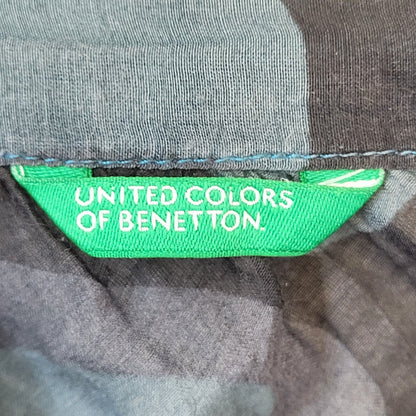 UNITED COLORS
OF BENETTON.